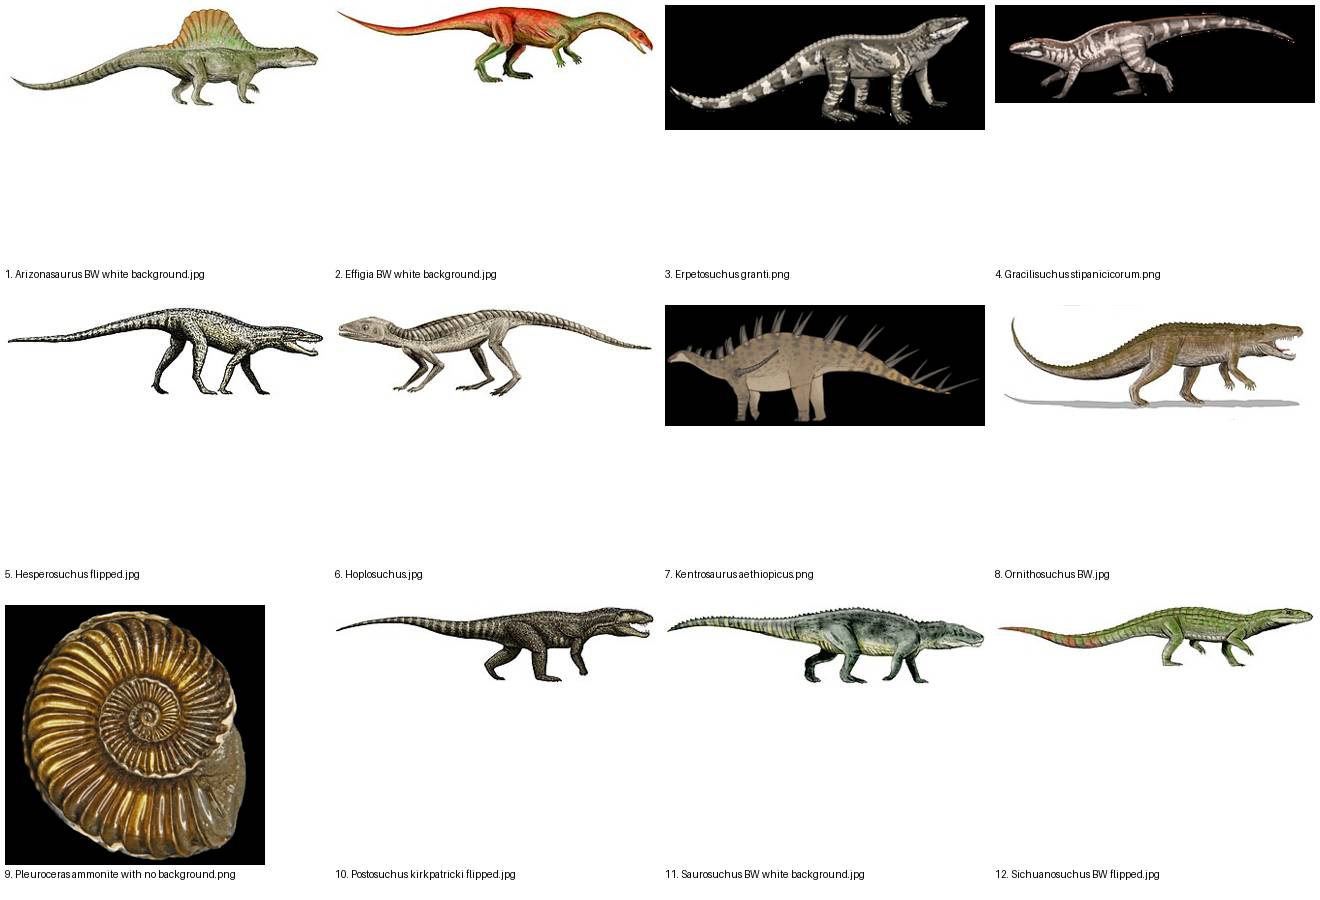 1. Arizonasaurus BW white background.jpg
2. Effigia BW white background.jpg
3. Erpetosuchus granti.png
4. Gracilisuchus stipanicicorum.png
5. Hesperosuchus flipped.jpg
6. Hoplosuchus.jpg
7. Kentrosaurus aethiopicus.png
8. Ornithosuchus BW.jpg
9. Pleuroceras ammonite with no background.png
10. Postosuchus kirkpatricki flipped.jpg
11. Saurosuchus BW white background.jpg
12. Sichuanosuchus BW flipped.jpg